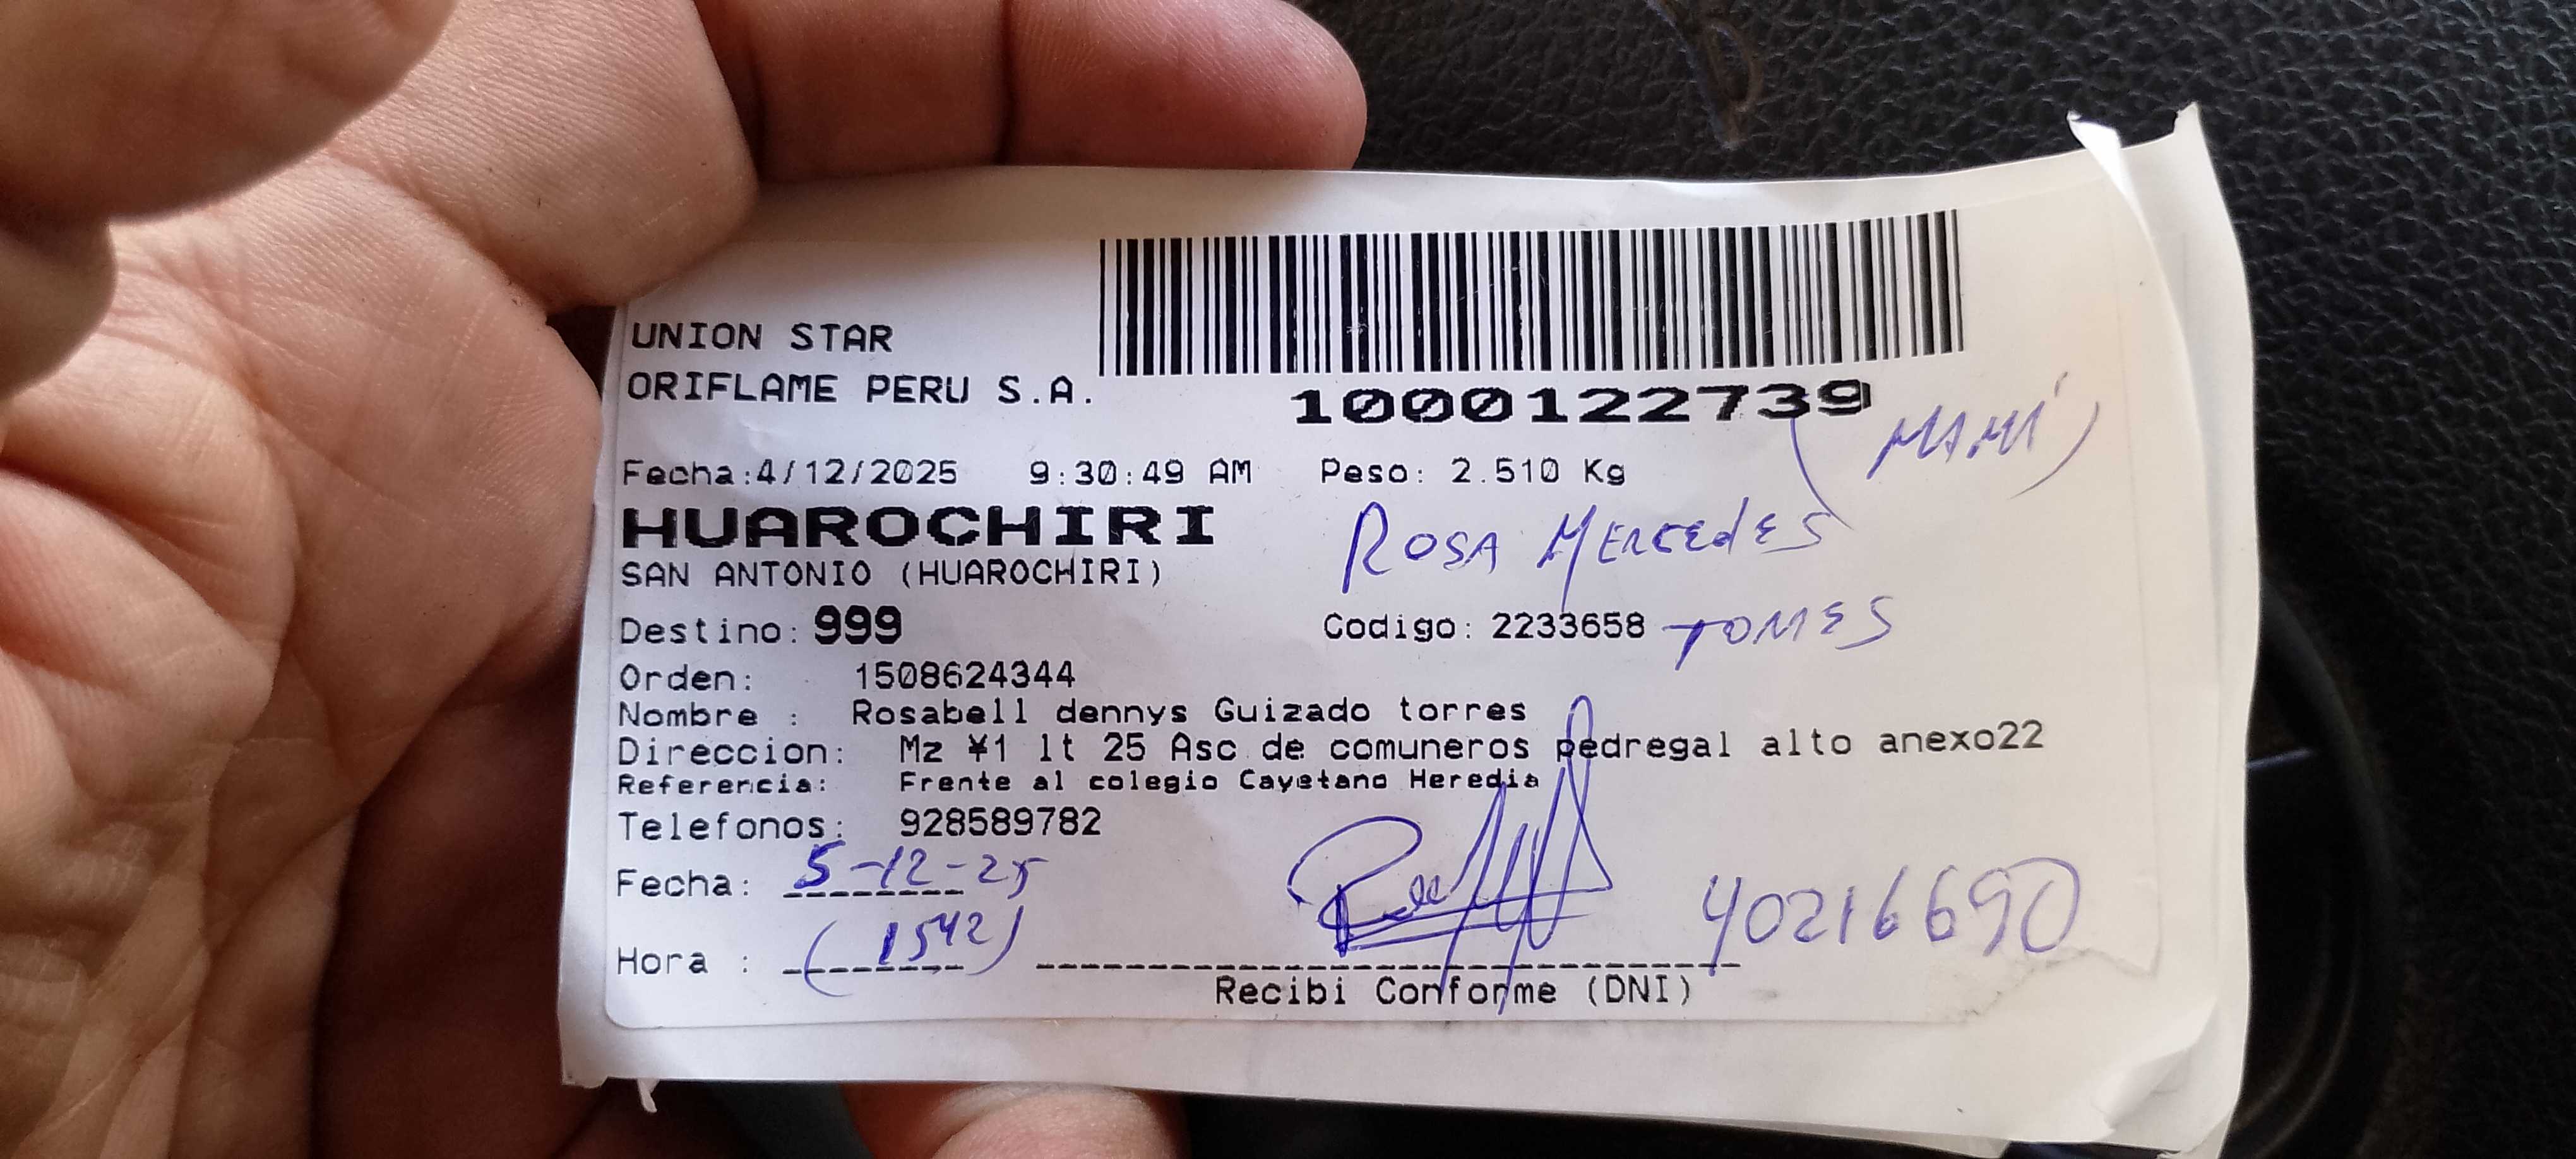 UNION STAR
ORIFLAME PERU S.A.
1000122739
(MAMÍ)
Fecha:4/12/2025 9:30:49 AM Peso: 2.510 Kg
HUAROCHIRI
ROSA MERCEDES
SAN ANTONIO (HUAROCHIRI)
Destino: 999 Codigo: 2233658 TORRES
Orden: 1508624344
Nombre : Rosabell dennys Guizado torres
Direccion: Mz ¥1 lt 25 Asc de comuneros pedregal alto anexo22
Referencia: Frente al colegio Cayetano Heredia
Telefonos: 928589782
Fecha: 5-12-25
40216690
Hora : (1542)
Recibi Conforme (DNI)